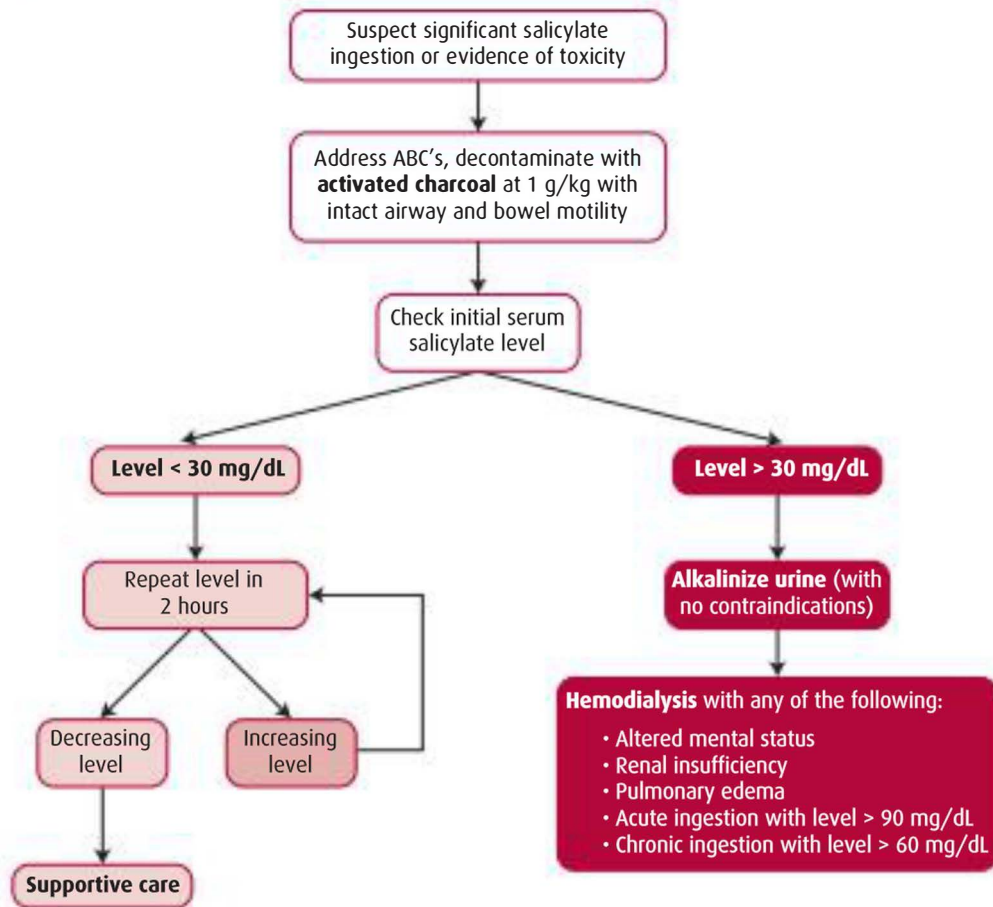 Suspect significant salicylate
ingestion or evidence of toxicity
Address ABC's, decontaminate with
activated charcoal at 1 g/kg with
intact airway and bowel motility
Check initial serum
salicylate level
Level < 30 mg/dL
Level > 30 mg/dL
Repeat level in
2 hours
Alkalinize urine (with
no contraindications)
Decreasing
level
Increasing
level
Supportive care
Hemodialysis with any of the following:
• Altered mental status
• Renal insufficiency
• Pulmonary edema
• Acute ingestion with level > 90 mg/dL
• Chronic ingestion with level > 60 mg/dL